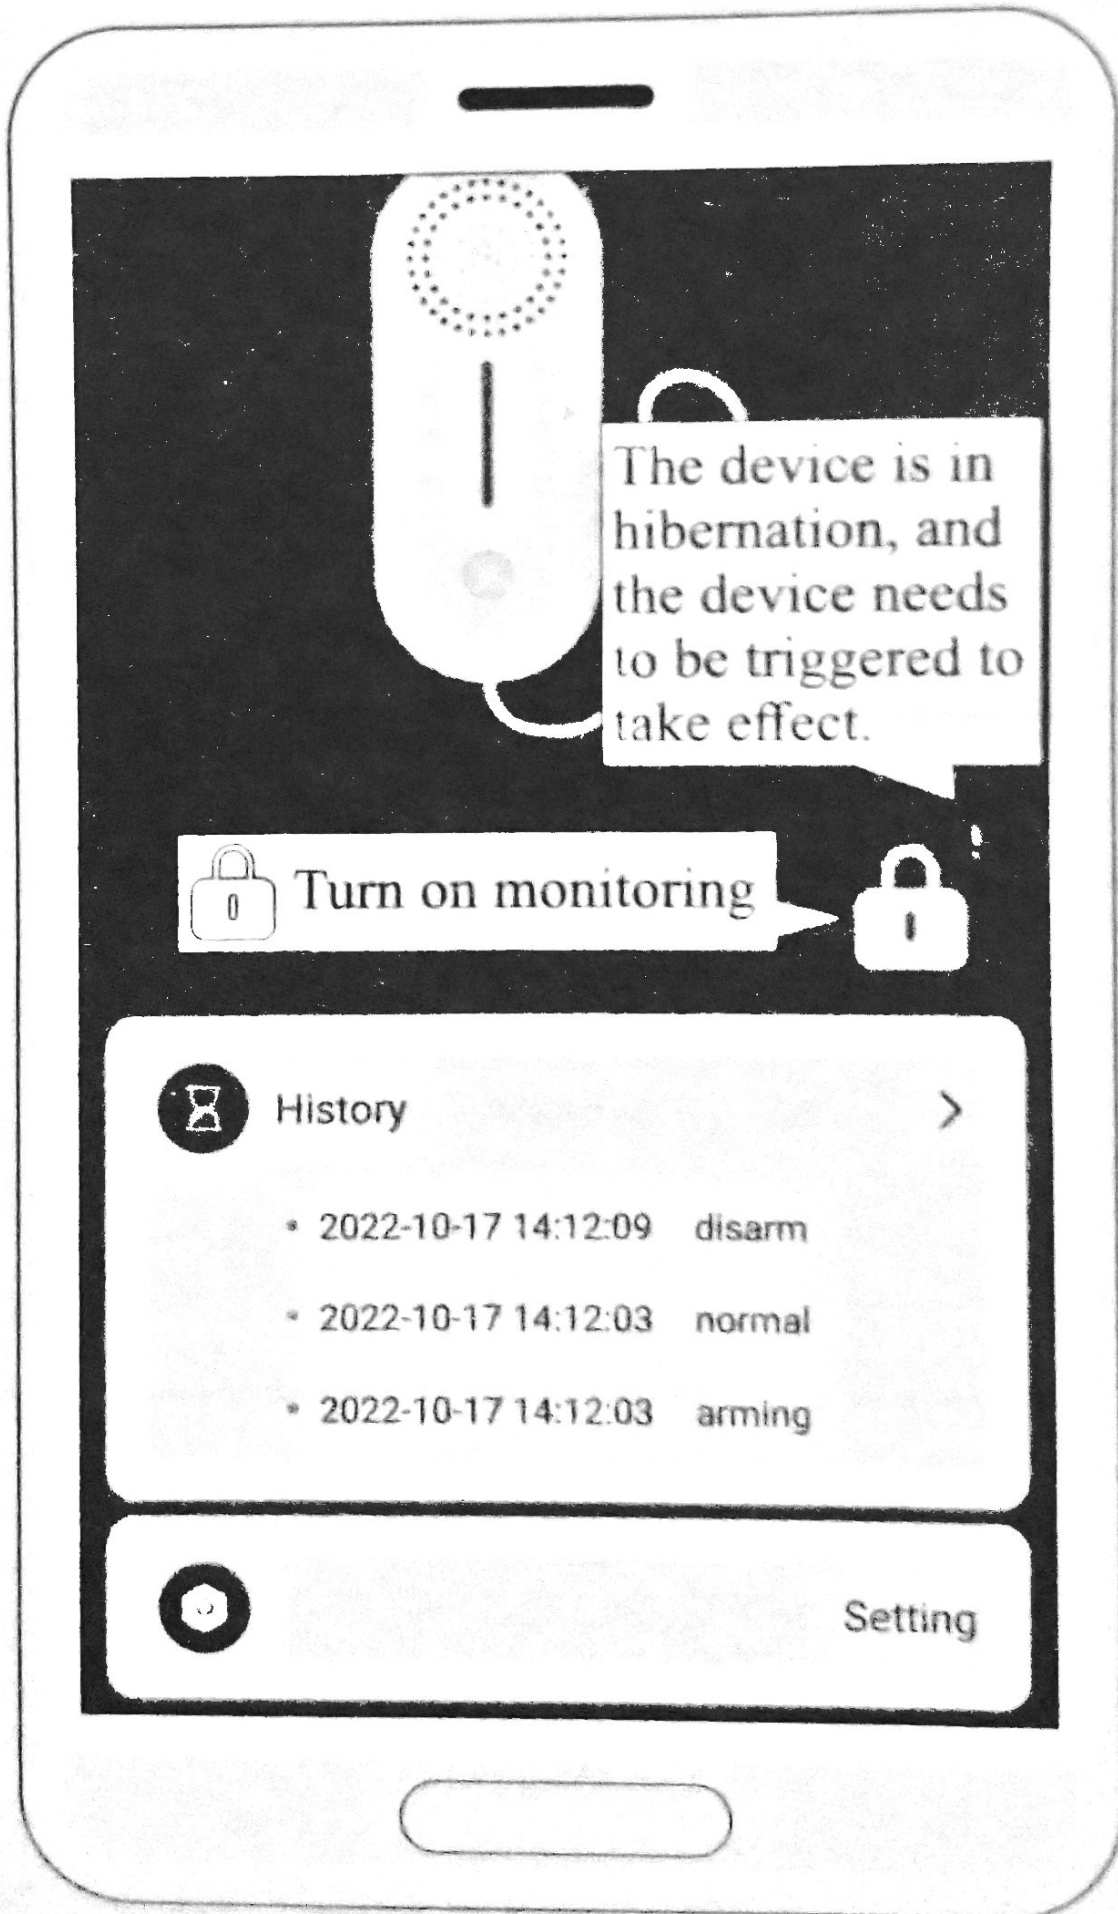 The device is in
hibernation, and
the device needs
to be triggered to
take effect.
Turn on monitoring
History
2022-10-17 14:12:09 disarm
2022-10-17 14:12:03 normal
2022-10-17 14:12:03 arming
Setting